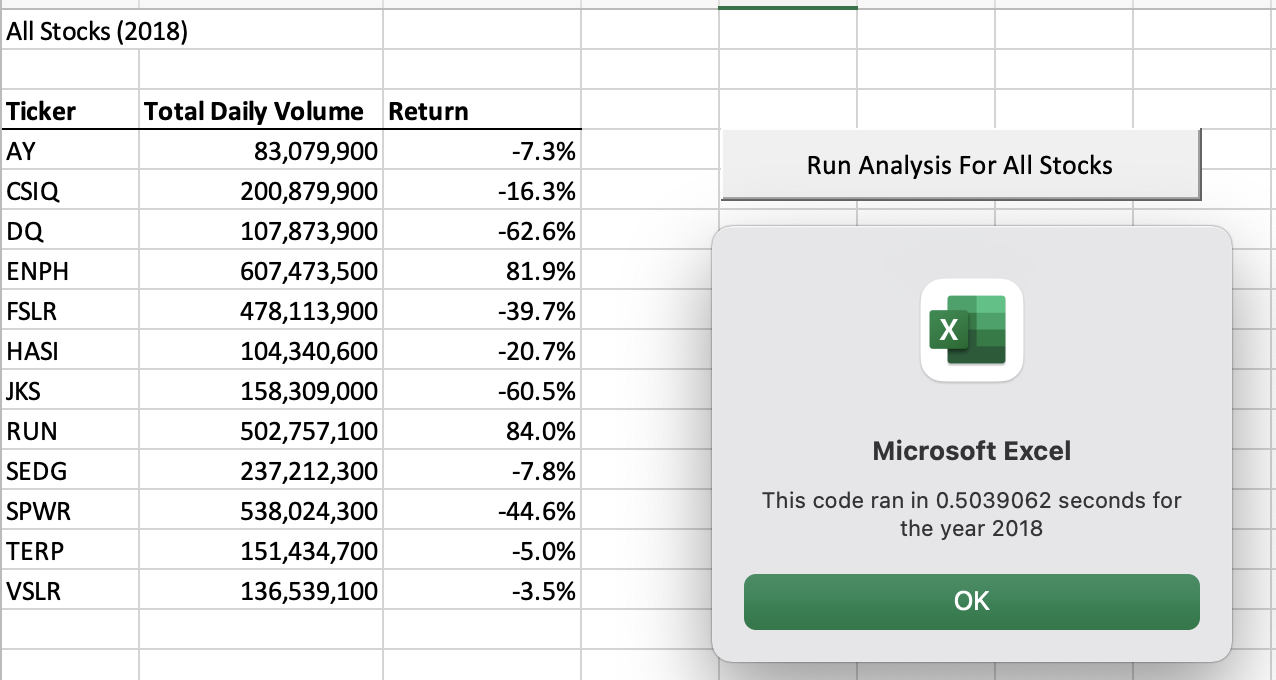 All Stocks (2018)
Ticker Total Daily Volume Return
AY 83,079,900 -7.3%
CSIQ 200,879,900 -16.3%
DQ 107,873,900 -62.6%
ENPH 607,473,500 81.9%
FSLR 478,113,900 -39.7%
HASI 104,340,600 -20.7%
JKS 158,309,000 -60.5%
RUN 502,757,100 84.0%
SEDG 237,212,300 -7.8%
SPWR 538,024,300 -44.6%
TERP 151,434,700 -5.0%
VSLR 136,539,100 -3.5%
Run Analysis For All Stocks
X
Microsoft Excel
This code ran in 0.5039062 seconds for
the year 2018
OK